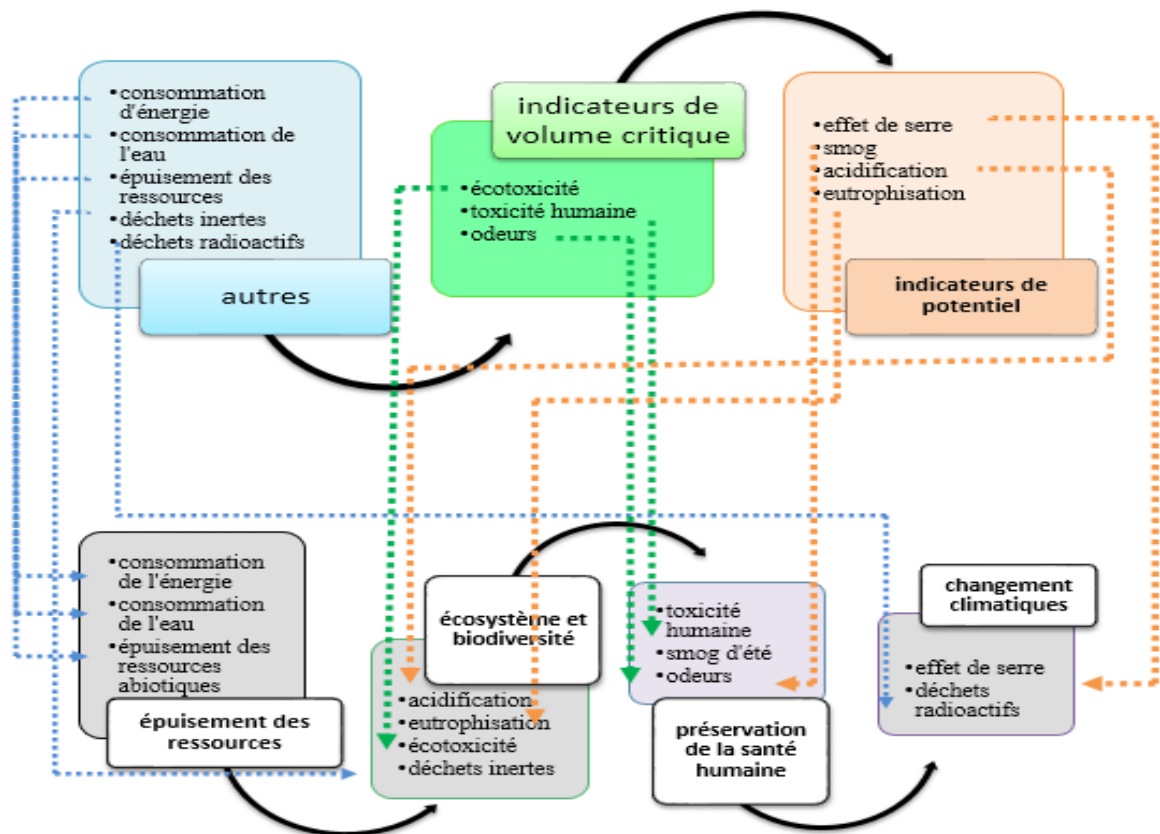 •consommation
d'énergie
•consommation de
l'eau
•épuisement des
ressources
•déchets inertes
•déchets radioactifs
autres
indicateurs de
volume critique
•écotoxicité
•toxicité humaine
•odeurs
•effet de serre
•smog
•acidification
•eutrophisation
indicateurs de
potentiel
•consommation
de l'énergie
•consommation
de l'eau
•épuisement des
ressources
abiotiques
épuisement des
ressources
écosystème et
biodiversité
•acidification
•eutrophisation
•écotoxicité
•déchets inertes
•toxicité
humaine
•smog d'été
•odeurs
préservation
de la santé
humaine
changement
climatiques
•effet de serre
•déchets
radioactifs